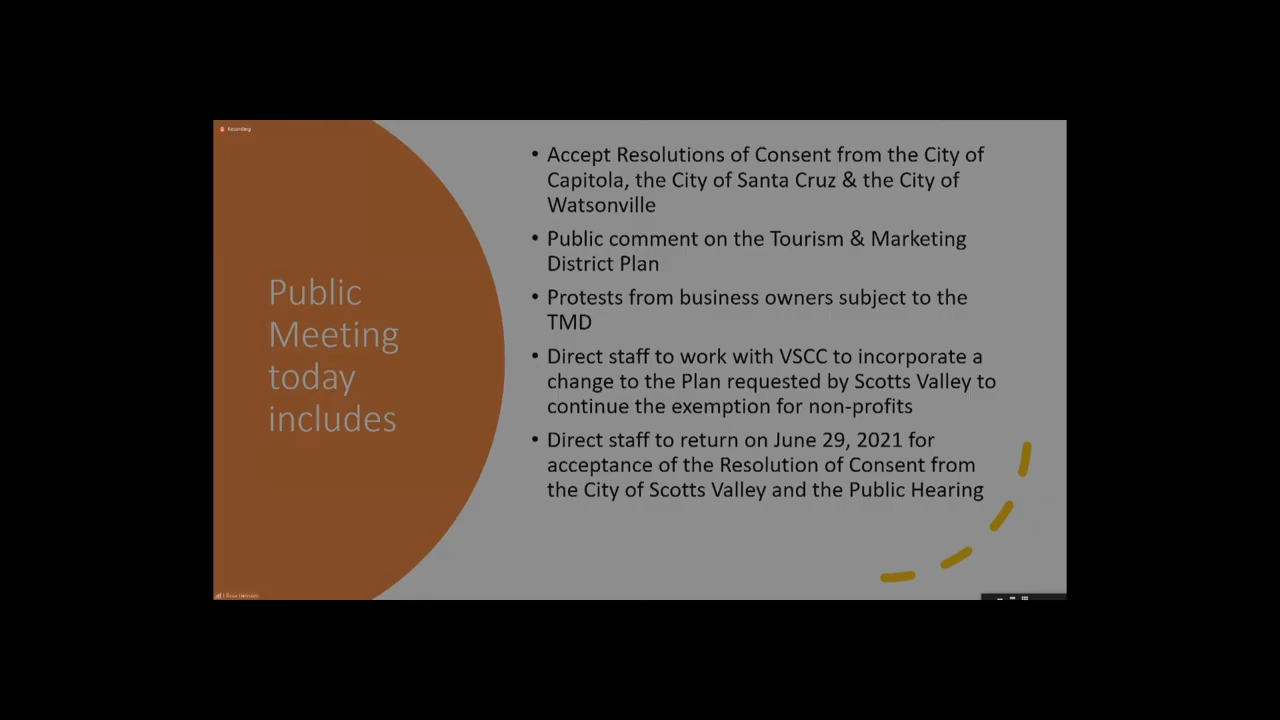 Recording
Public
Meeting
today
includes
• Accept Resolutions of Consent from the City of
Capitola, the City of Santa Cruz & the City of
Watsonville
• Public comment on the Tourism & Marketing
District Plan
• Protests from business owners subject to the
TMD
• Direct staff to work with VSCC to incorporate a
change to the Plan requested by Scotts Valley to
continue the exemption for non-profits
• Direct staff to return on June 29, 2021 for
acceptance of the Resolution of Consent from
the City of Scotts Valley and the Public Hearing